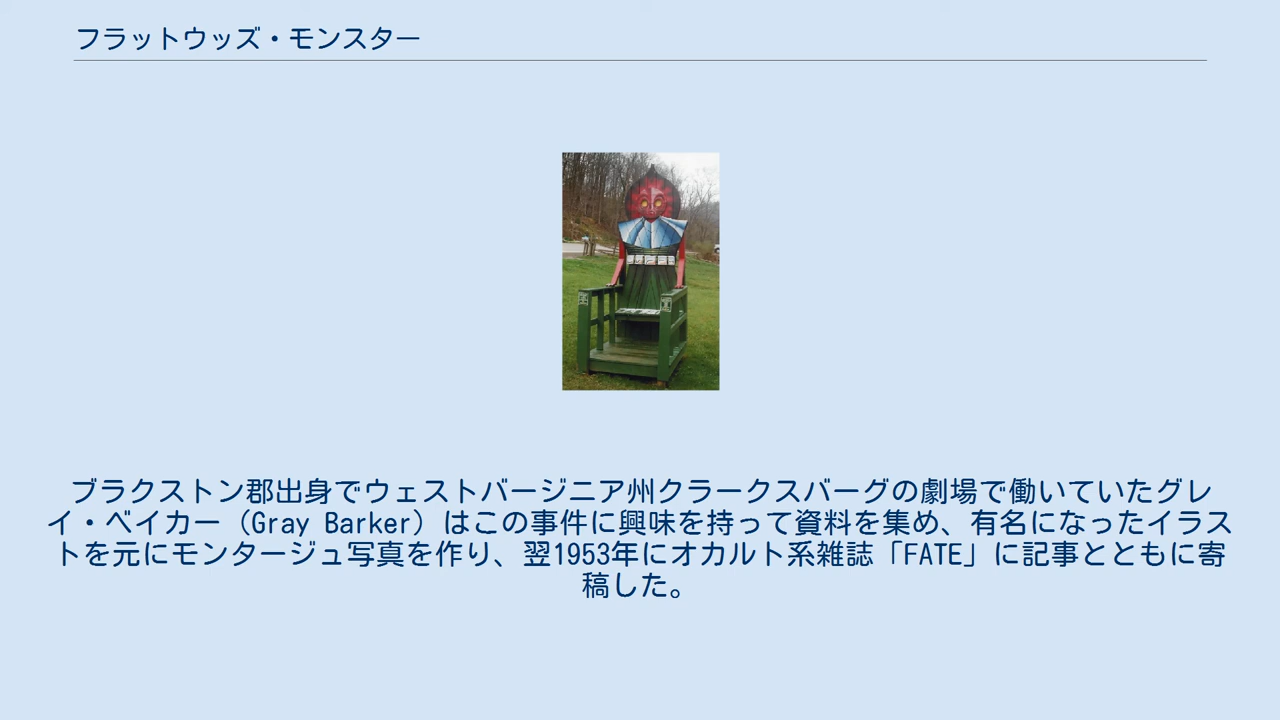 フラットウッズ・モンスター
ブラクストン郡出身でウェストバージニア州クラークスバーグの劇場で働いていたグレ
イ・ベイカー（Gray Barker）はこの事件に興味を持って資料を集め、有名になったイラス
トを元にモンタージュ写真を作り、翌1953年にオカルト系雑誌「FATE」に記事とともに寄
稿した。